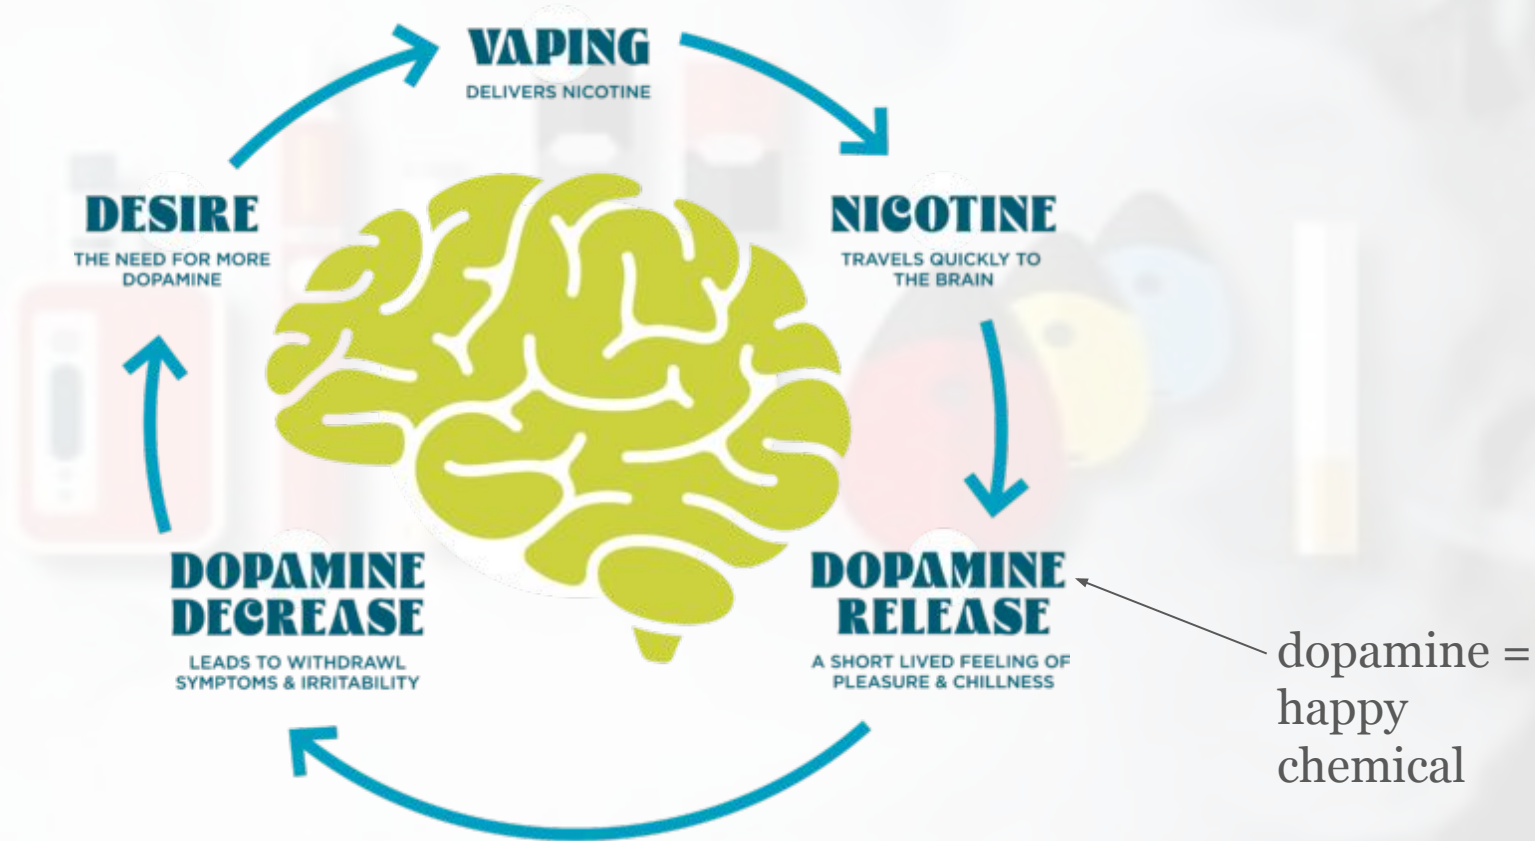 VAPING
DELIVERS NICOTINE
NICOTINE
TRAVELS QUICKLY TO
THE BRAIN
DOPAMINE
RELEASE
A SHORT LIVED FEELING OF
PLEASURE & CHILLNESS
dopamine =
happy
chemical
DOPAMINE
DECREASE
LEADS TO WITHDRAWL
SYMPTOMS & IRRITABILITY
DESIRE
THE NEED FOR MORE
DOPAMINE